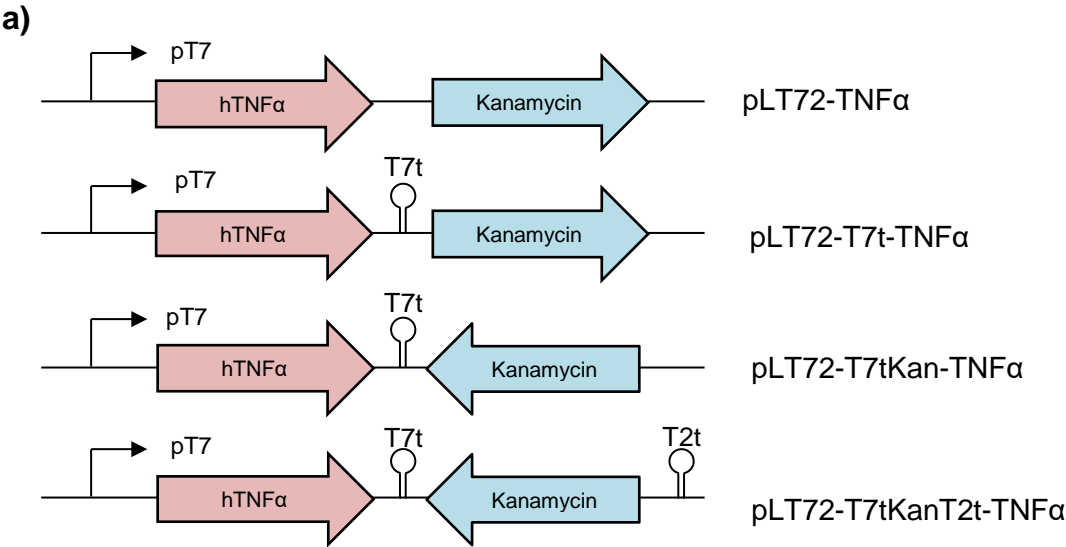 a)
pT7
hTNFα
Kanamycin
pLT72-TNFα
pT7
T7t
hTNFα
Kanamycin
pLT72-T7t-TNFα
pT7
T7t
hTNFα
Kanamycin
pLT72-T7tKan-TNFα
pT7
T7t
T2t
hTNFα
Kanamycin
pLT72-T7tKanT2t-TNFα